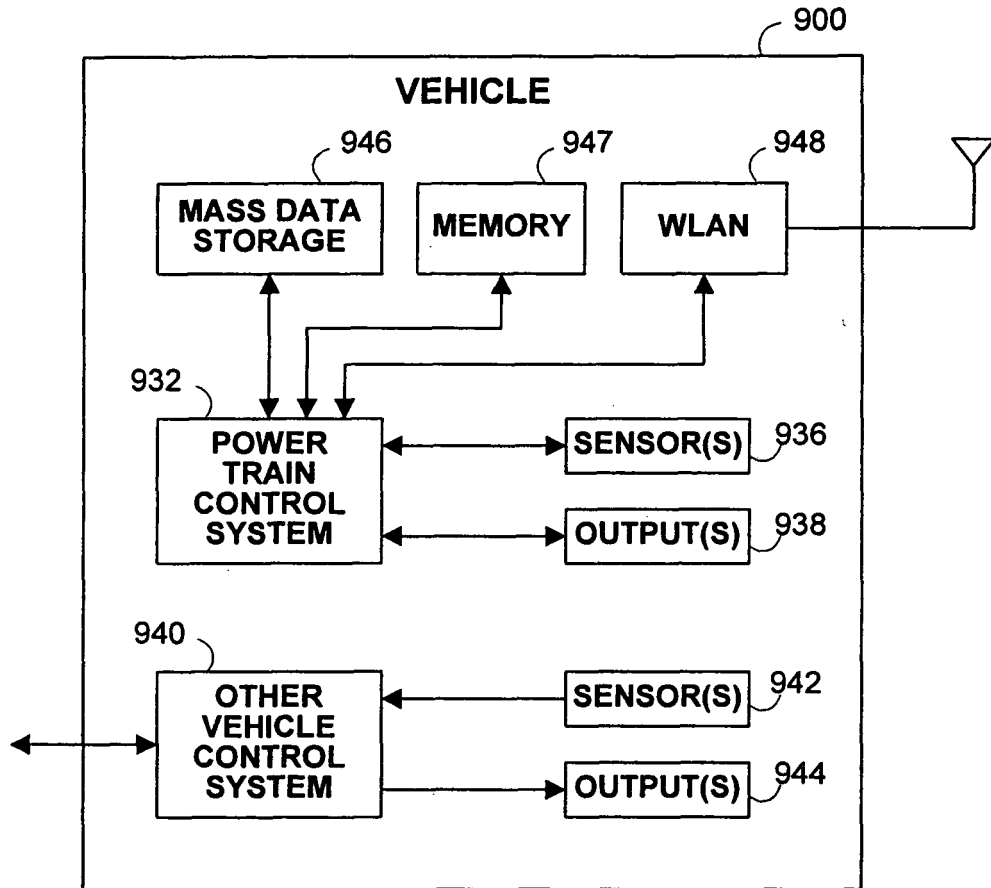 900
VEHICLE
946
947
948
MASS DATA
STORAGE
MEMORY
WLAN
932
POWER
TRAIN
CONTROL
SYSTEM
SENSOR(S)
936
OUTPUT(S)
938
940
OTHER
VEHICLE
CONTROL
SYSTEM
SENSOR(S)
942
OUTPUT(S)
944